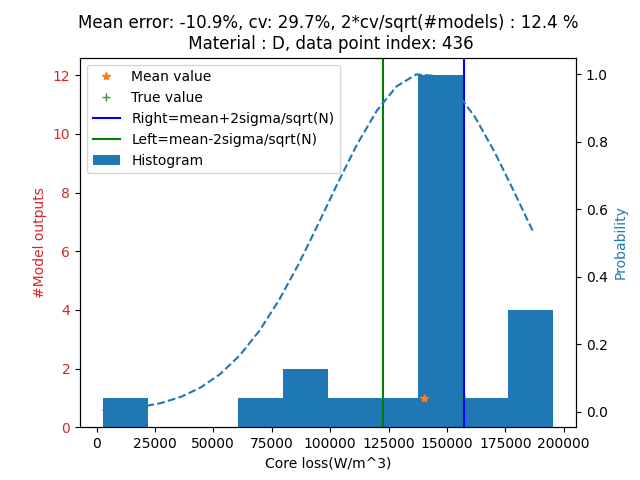 Mean error: -10.9%, cv: 29.7%, 2*cv/sqrt(#models) : 12.4 %
Material : D, data point index: 436
Mean value
True value
Right=mean+2sigma/sqrt(N)
Left=mean-2sigma/sqrt(N)
Histogram
12
10
8
6
4
2
0
#Model outputs
1.0
0.8
0.6
0.4
0.2
0.0
Probability
0 25000 50000 75000 100000 125000 150000 175000 200000
Core loss(W/m^3)